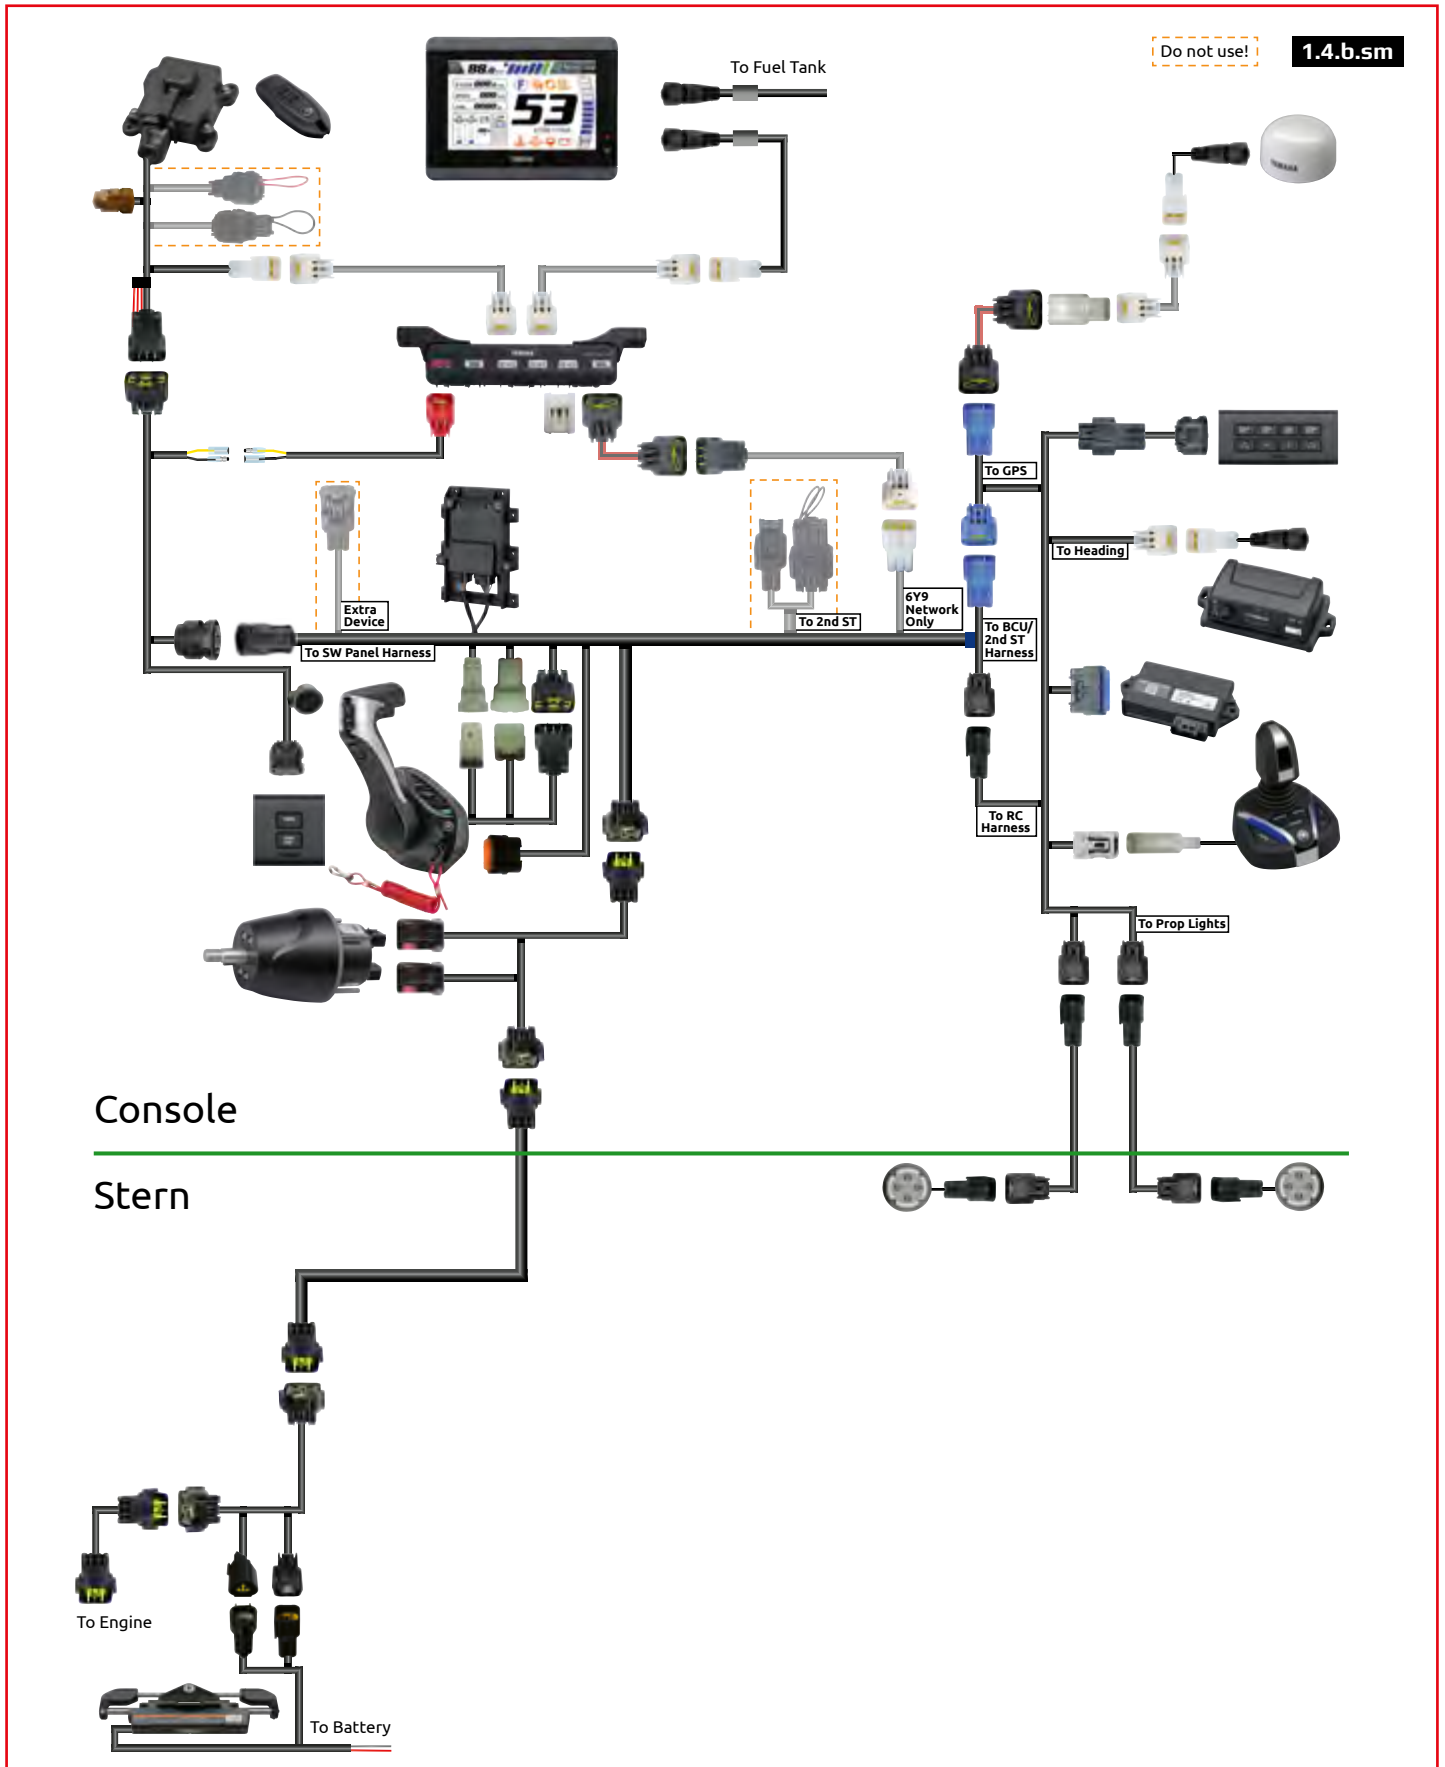 Do not use!
1.4.b.sm
To Fuel Tank
53
YAMAHA
To GPS
To Heading
Extra
Device
To 2nd ST
6Y9
Network
Only
To BCU/
2nd ST
Harness
To SW Panel Harness
To RC
Harness
To Prop Lights
Console
Stern
To Engine
To Battery